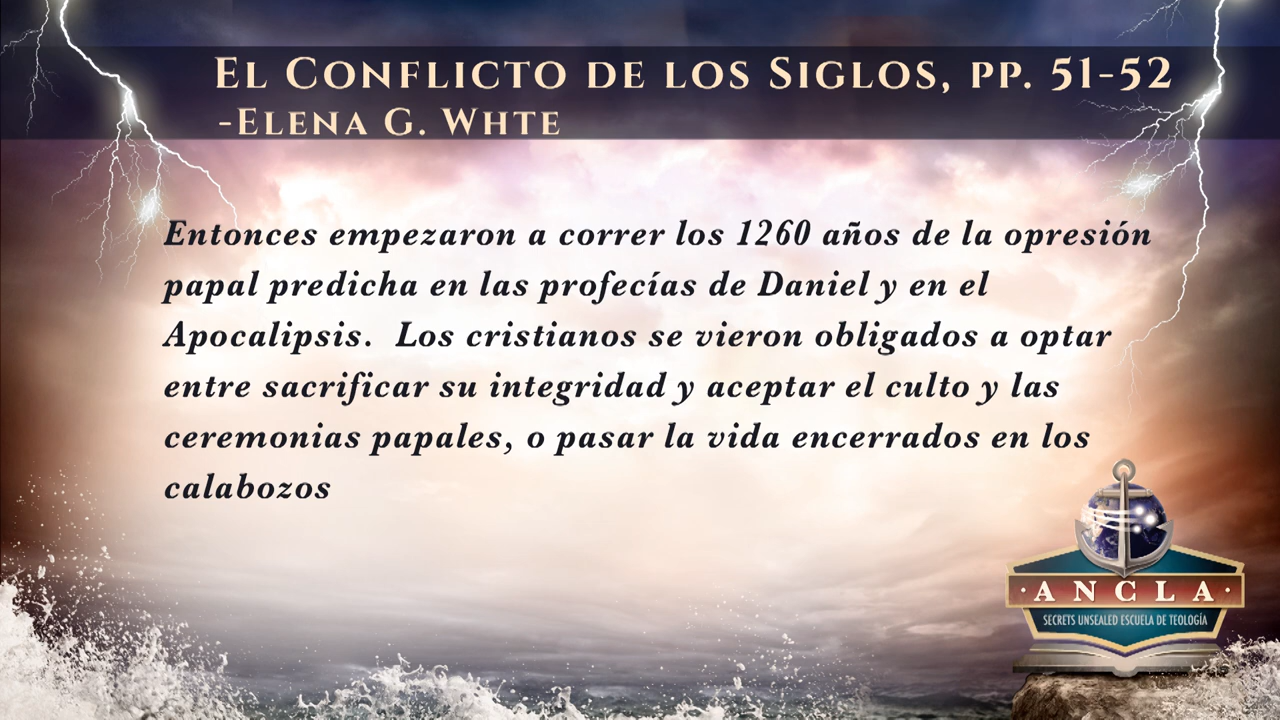 El Conflicto de los Siglos, pp. 51-52
-Elena G. Whte
Entonces empezaron a correr los 1260 años de la opresión
papal predicha en las profecías de Daniel y en el
Apocalipsis.  Los cristianos se vieron obligados a optar
entre sacrificar su integridad y aceptar el culto y las
ceremonias papales, o pasar la vida encerrados en los
calabozos
· ANCLA ·
SECRETS UNSEALED ESCUELA DE TEOLOGÍA